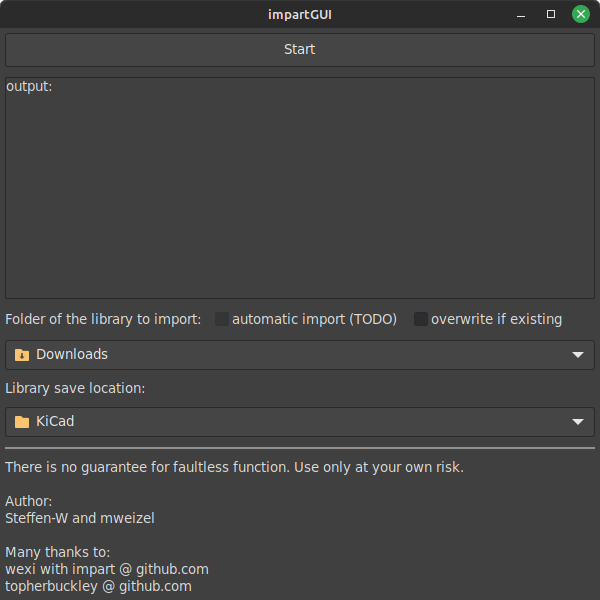 impartGUI
Start
output:
Folder of the library to import: automatic import (TODO) overwrite if existing
Downloads
Library save location:
KiCad
There is no guarantee for faultless function. Use only at your own risk.
Author:
Steffen-W and mweizel
Many thanks to:
wexi with impart @ github.com
topherbuckley @ github.com